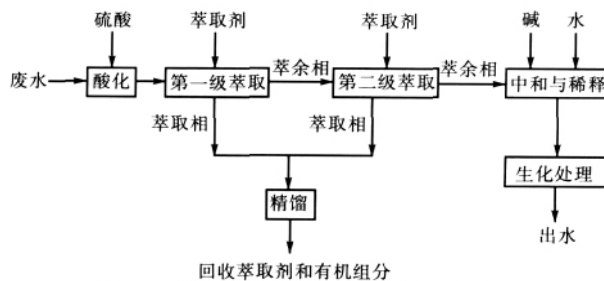 硫酸
萃取剂
萃取剂
碱
水
废水
酸化
第一级萃取
萃余相
第二级萃取
萃余相
中和与稀释
萃取相
萃取相
生化处理
精馏
出水
回收萃取剂和有机组分